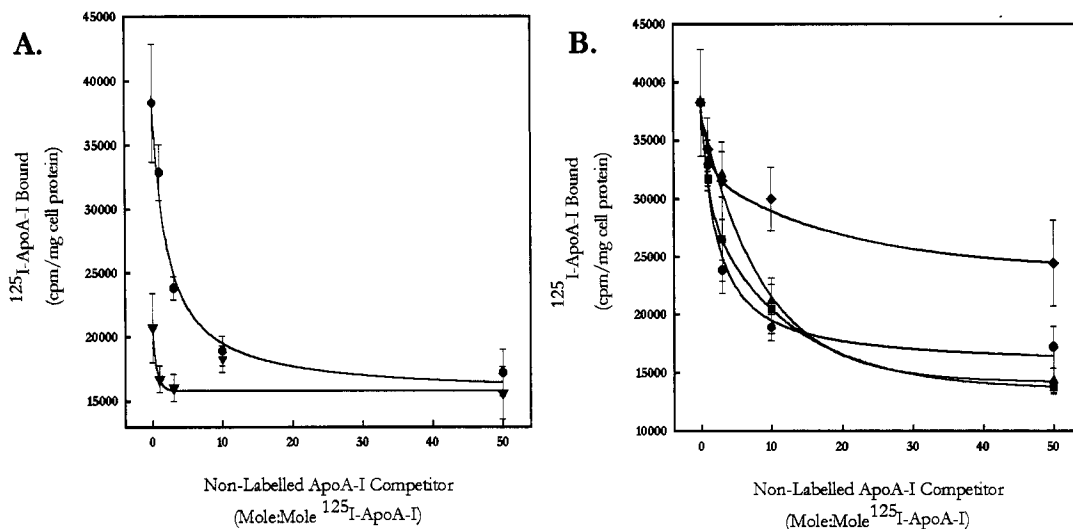 A.
45000
40000
35000
30000
25000
20000
15000
0 10 20 30 40 50
125I-ApoA-I Bound
(cpm/mg cell protein)
Non-Labelled ApoA-I Competitor
(Mole:Mole 125I-ApoA-I)
B.
45000
40000
35000
30000
25000
20000
15000
10000
0 10 20 30 40 50
125I-ApoA-I Bound
(cpm/mg cell protein)
Non-Labelled ApoA-I Competitor
(Mole:Mole 125I-ApoA-I)